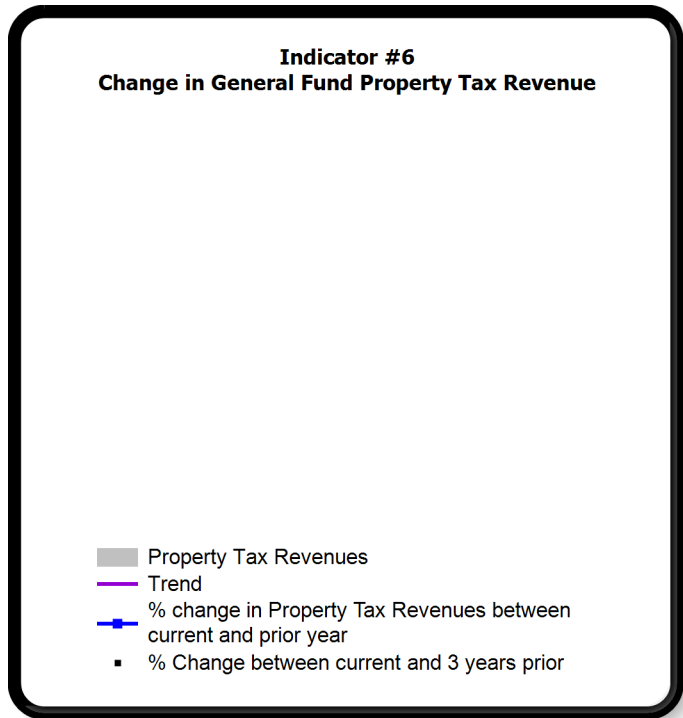 Indicator #6
Change in General Fund Property Tax Revenue
Property Tax Revenues
Trend
% change in Property Tax Revenues between
current and prior year
% Change between current and 3 years prior